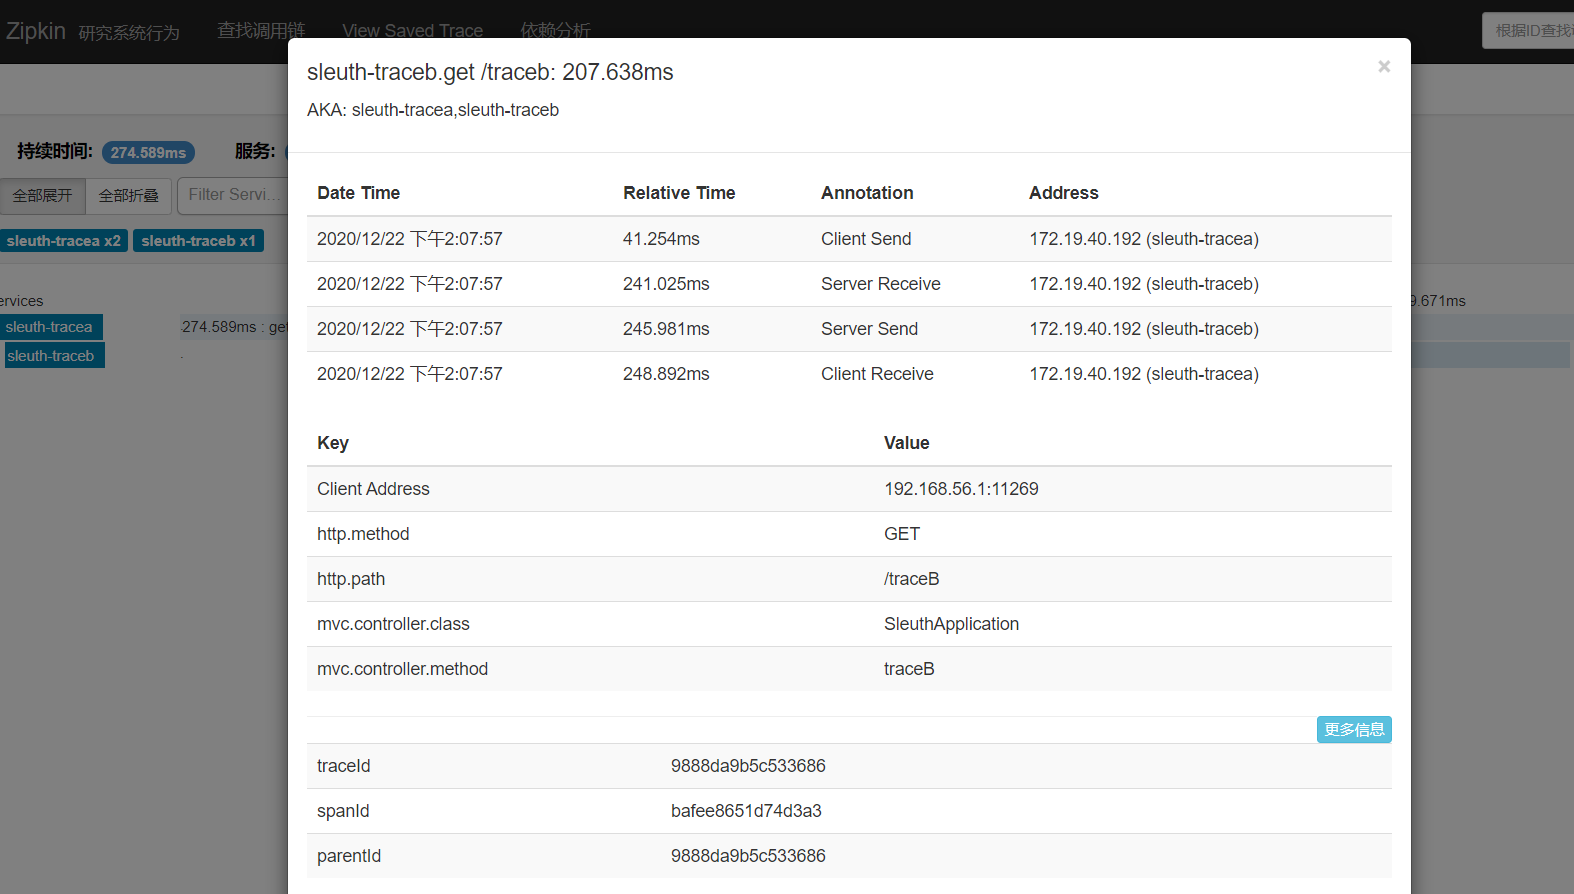 Zipkin 研究系统行为 查找调用链 View Saved Trace 依赖分析 根据ID查找
sleuth-traceb.get /traceb: 207.638ms ×
AKA: sleuth-tracea,sleuth-traceb
持续时间: 274.589ms 服务:
全部展开 全部折叠 Filter Servi...
sleuth-tracea x2 sleuth-traceb x1
ervices 9.671ms
sleuth-tracea 274.589ms : get
sleuth-traceb .
Date Time Relative Time Annotation Address
2020/12/22 下午2:07:57 41.254ms Client Send 172.19.40.192 (sleuth-tracea)
2020/12/22 下午2:07:57 241.025ms Server Receive 172.19.40.192 (sleuth-traceb)
2020/12/22 下午2:07:57 245.981ms Server Send 172.19.40.192 (sleuth-traceb)
2020/12/22 下午2:07:57 248.892ms Client Receive 172.19.40.192 (sleuth-tracea)
Key Value
Client Address 192.168.56.1:11269
http.method GET
http.path /traceB
mvc.controller.class SleuthApplication
mvc.controller.method traceB
更多信息
traceId 9888da9b5c533686
spanId bafee8651d74d3a3
parentId 9888da9b5c533686